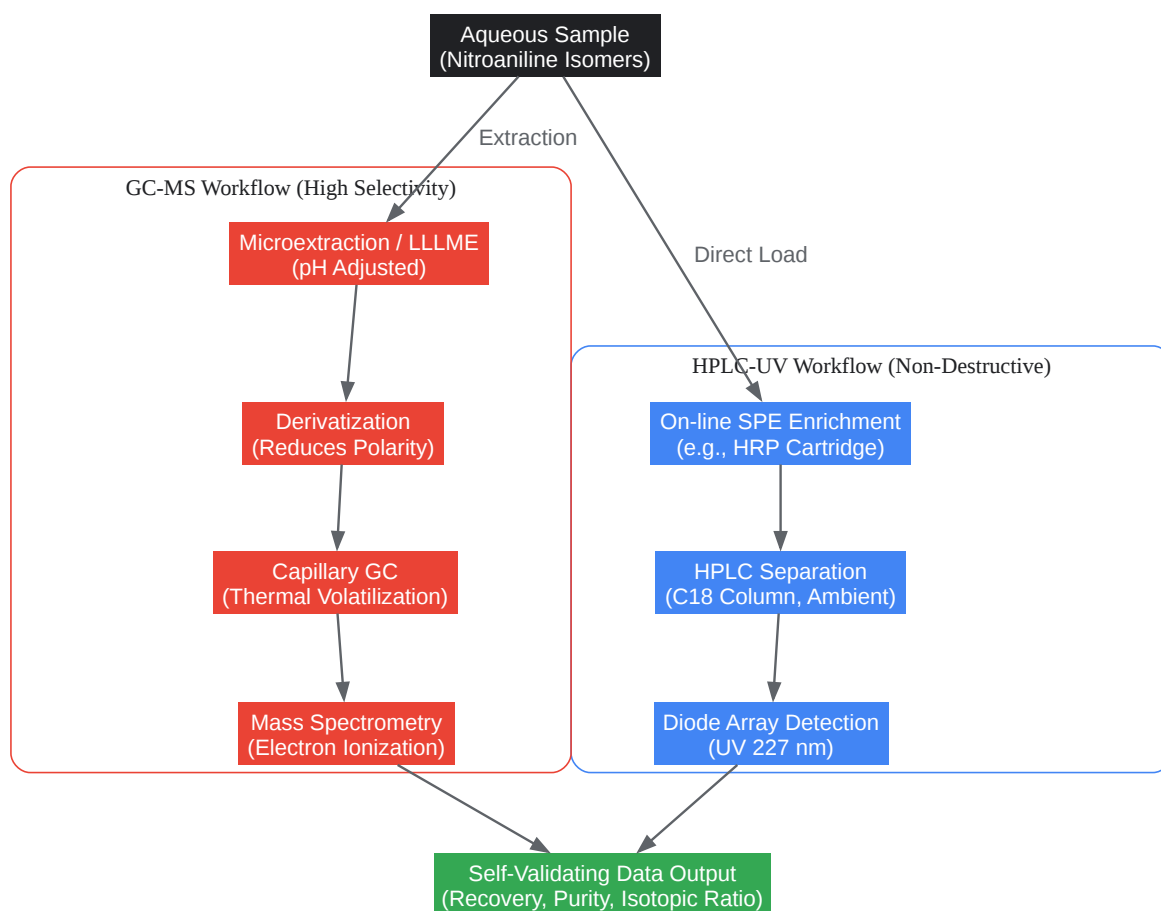 Aqueous Sample
(Nitroaniline Isomers)
Extraction
GC-MS Workflow (High Selectivity)
Microextraction / LLLME
(pH Adjusted)
Direct Load
HPLC-UV Workflow (Non-Destructive)
Derivatization
(Reduces Polarity)
On-line SPE Enrichment
(e.g., HRP Cartridge)
Capillary GC
(Thermal Volatilization)
HPLC Separation
(C18 Column, Ambient)
Mass Spectrometry
(Electron Ionization)
Diode Array Detection
(UV 227 nm)
Self-Validating Data Output
(Recovery, Purity, Isotopic Ratio)